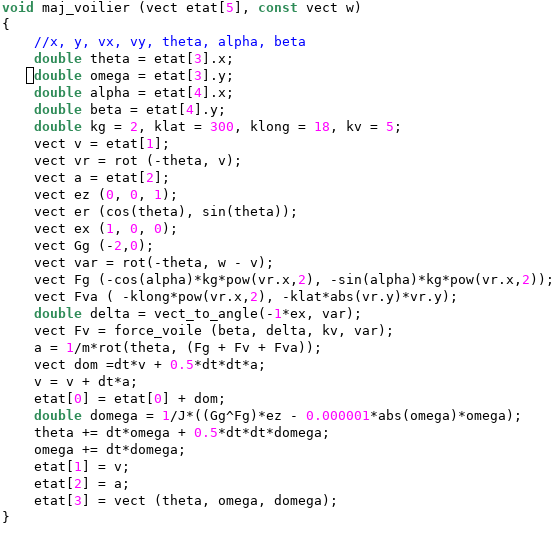 void maj_voilier (vect etat[5], const vect w)
{
    //x, y, vx, vy, theta, alpha, beta
    double theta = etat[3].x;
    double omega = etat[3].y;
    double alpha = etat[4].x;
    double beta = etat[4].y;
    double kg = 2, klat = 300, klong = 18, kv = 5;
    vect v = etat[1];
    vect vr = rot (-theta, v);
    vect a = etat[2];
    vect ez (0, 0, 1);
    vect er (cos(theta), sin(theta));
    vect ex (1, 0, 0);
    vect Gg (-2,0);
    vect var = rot(-theta, w - v);
    vect Fg (-cos(alpha)*kg*pow(vr.x,2), -sin(alpha)*kg*pow(vr.x,2));
    vect Fva ( -klong*pow(vr.x,2), -klat*abs(vr.y)*vr.y);
    double delta = vect_to_angle(-1*ex, var);
    vect Fv = force_voile (beta, delta, kv, var);
    a = 1/m*rot(theta, (Fg + Fv + Fva));
    vect dom =dt*v + 0.5*dt*dt*a;
    v = v + dt*a;
    etat[0] = etat[0] + dom;
    double domega = 1/J*((Gg^Fg)*ez - 0.000001*abs(omega)*omega);
    theta += dt*omega + 0.5*dt*dt*domega;
    omega += dt*domega;
    etat[1] = v;
    etat[2] = a;
    etat[3] = vect (theta, omega, domega);
}